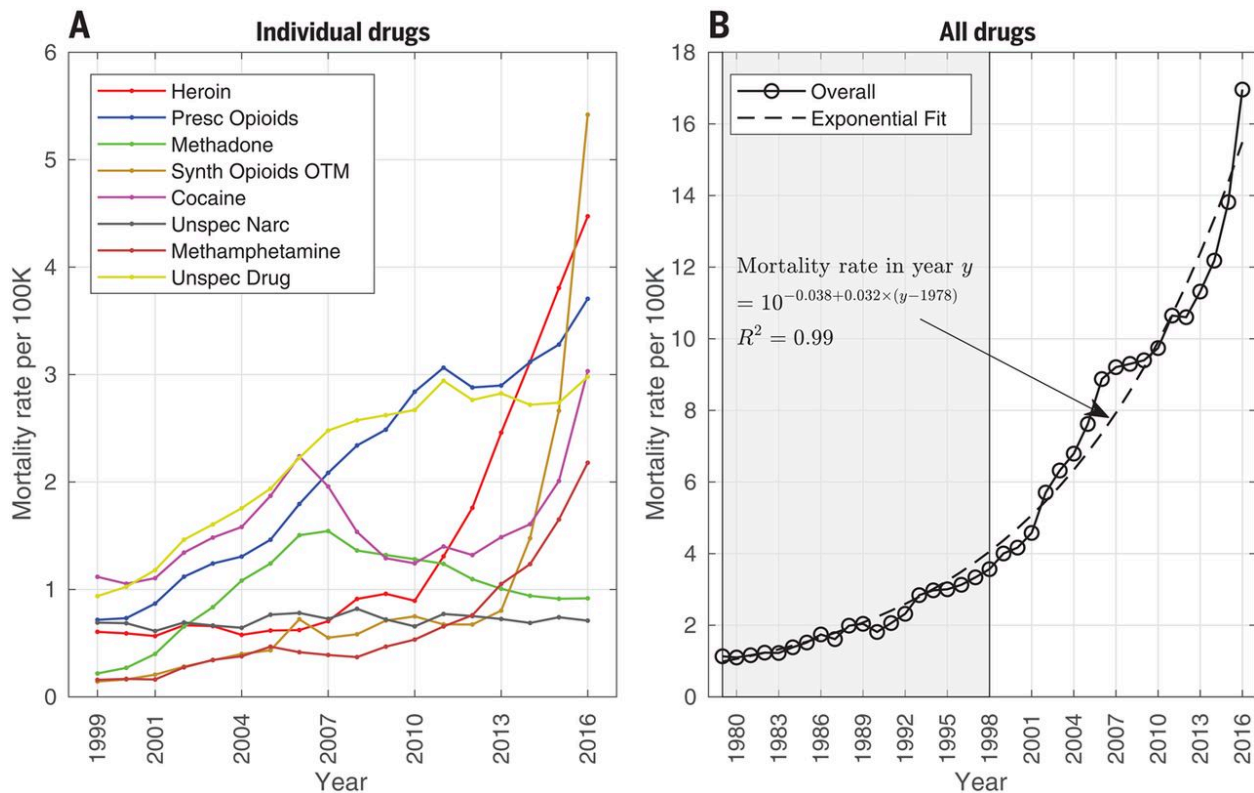 A
Individual drugs
Mortality rate per 100K
6
5
4
3
2
1
0
Heroin
Presc Opioids
Methadone
Synth Opioids OTM
Cocaine
Unspec Narc
Methamphetamine
Unspec Drug
1999
2001
2004
2007
2010
2013
2016
Year
B
All drugs
Mortality rate per 100K
18
16
14
12
10
8
6
4
2
0
Overall
Exponential Fit
Mortality rate in year y
= 10^{−0.038+0.032×(y−1978)}
R² = 0.99
1980
1983
1986
1989
1992
1995
1998
2001
2004
2007
2010
2013
2016
Year